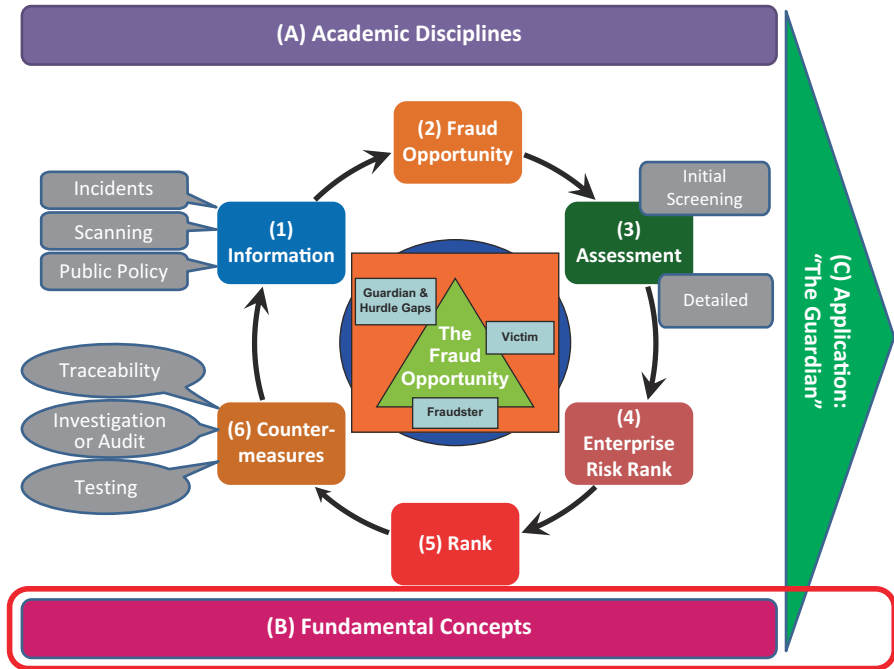 (A) Academic Disciplines
(2) Fraud
Opportunity
Incidents
Scanning
Public Policy
(1)
Information
Initial
Screening
(3)
Assessment
Detailed
Guardian &
Hurdle Gaps
Victim
The
Fraud
Opportunity
Fraudster
Traceability
Investigation
or Audit
Testing
(6) Counter-
measures
(4)
Enterprise
Risk Rank
(5) Rank
(C) Application:
“The Guardian”
(B) Fundamental Concepts